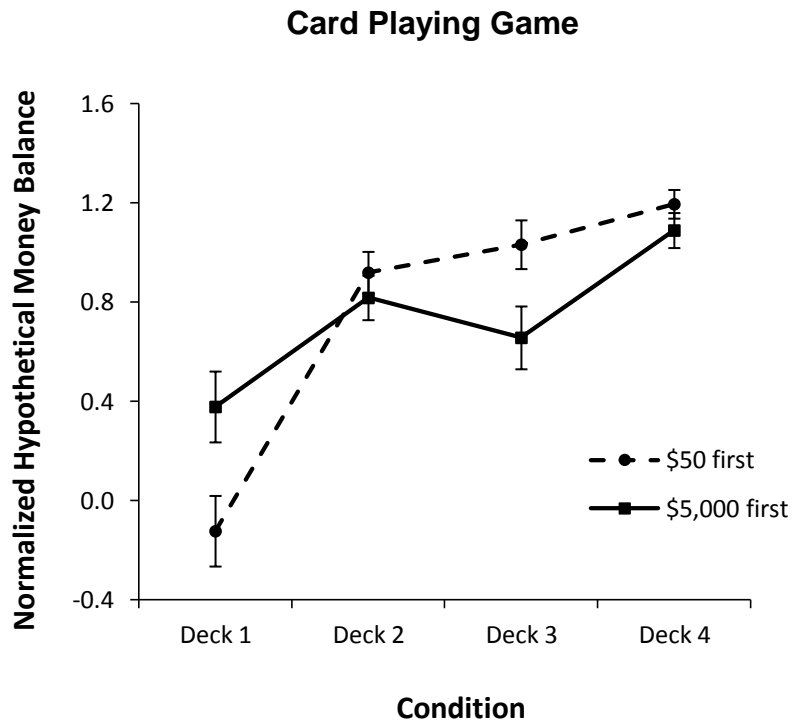 Card Playing Game
Normalized Hypothetical Money Balance
1.6
1.2
0.8
0.4
0.0
-0.4
$50 first
$5,000 first
Deck 1 Deck 2 Deck 3 Deck 4
Condition